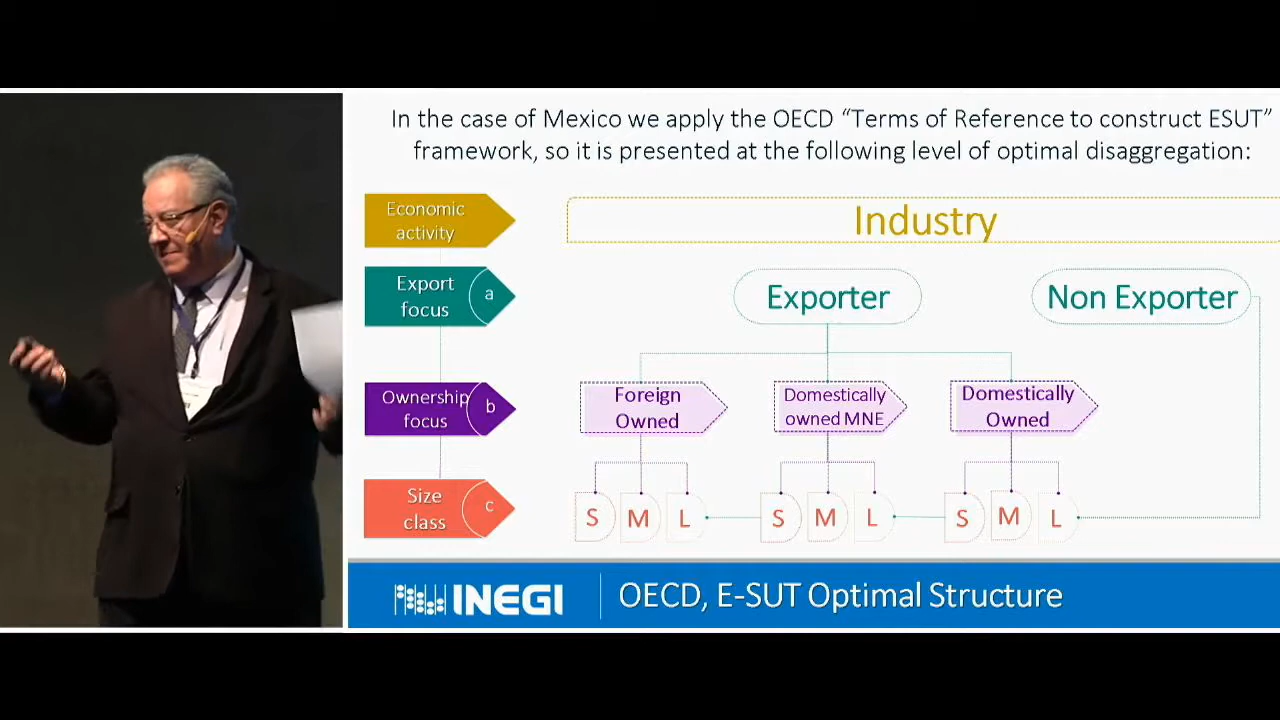 In the case of Mexico we apply the OECD “Terms of Reference to construct ESUT”
framework, so it is presented at the following level of optimal disaggregation:
Economic
activity
Industry
Export
focus
a
Exporter
Non Exporter
Ownership
focus
b
Foreign
Owned
Domestically
owned MNE
Domestically
Owned
Size
class
c
S M L S M L S M L
INEGI
OECD, E-SUT Optimal Structure